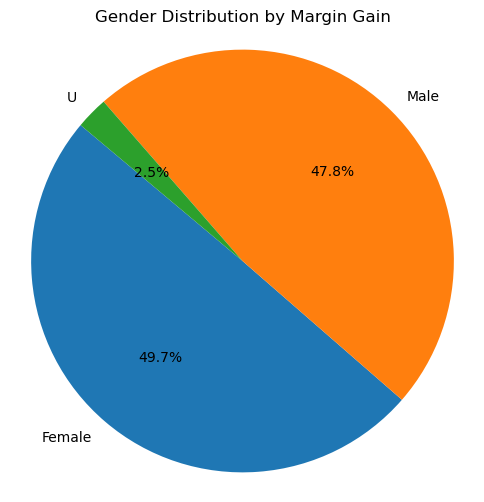 Gender Distribution by Margin Gain
U
Male
2.5%
47.8%
49.7%
Female